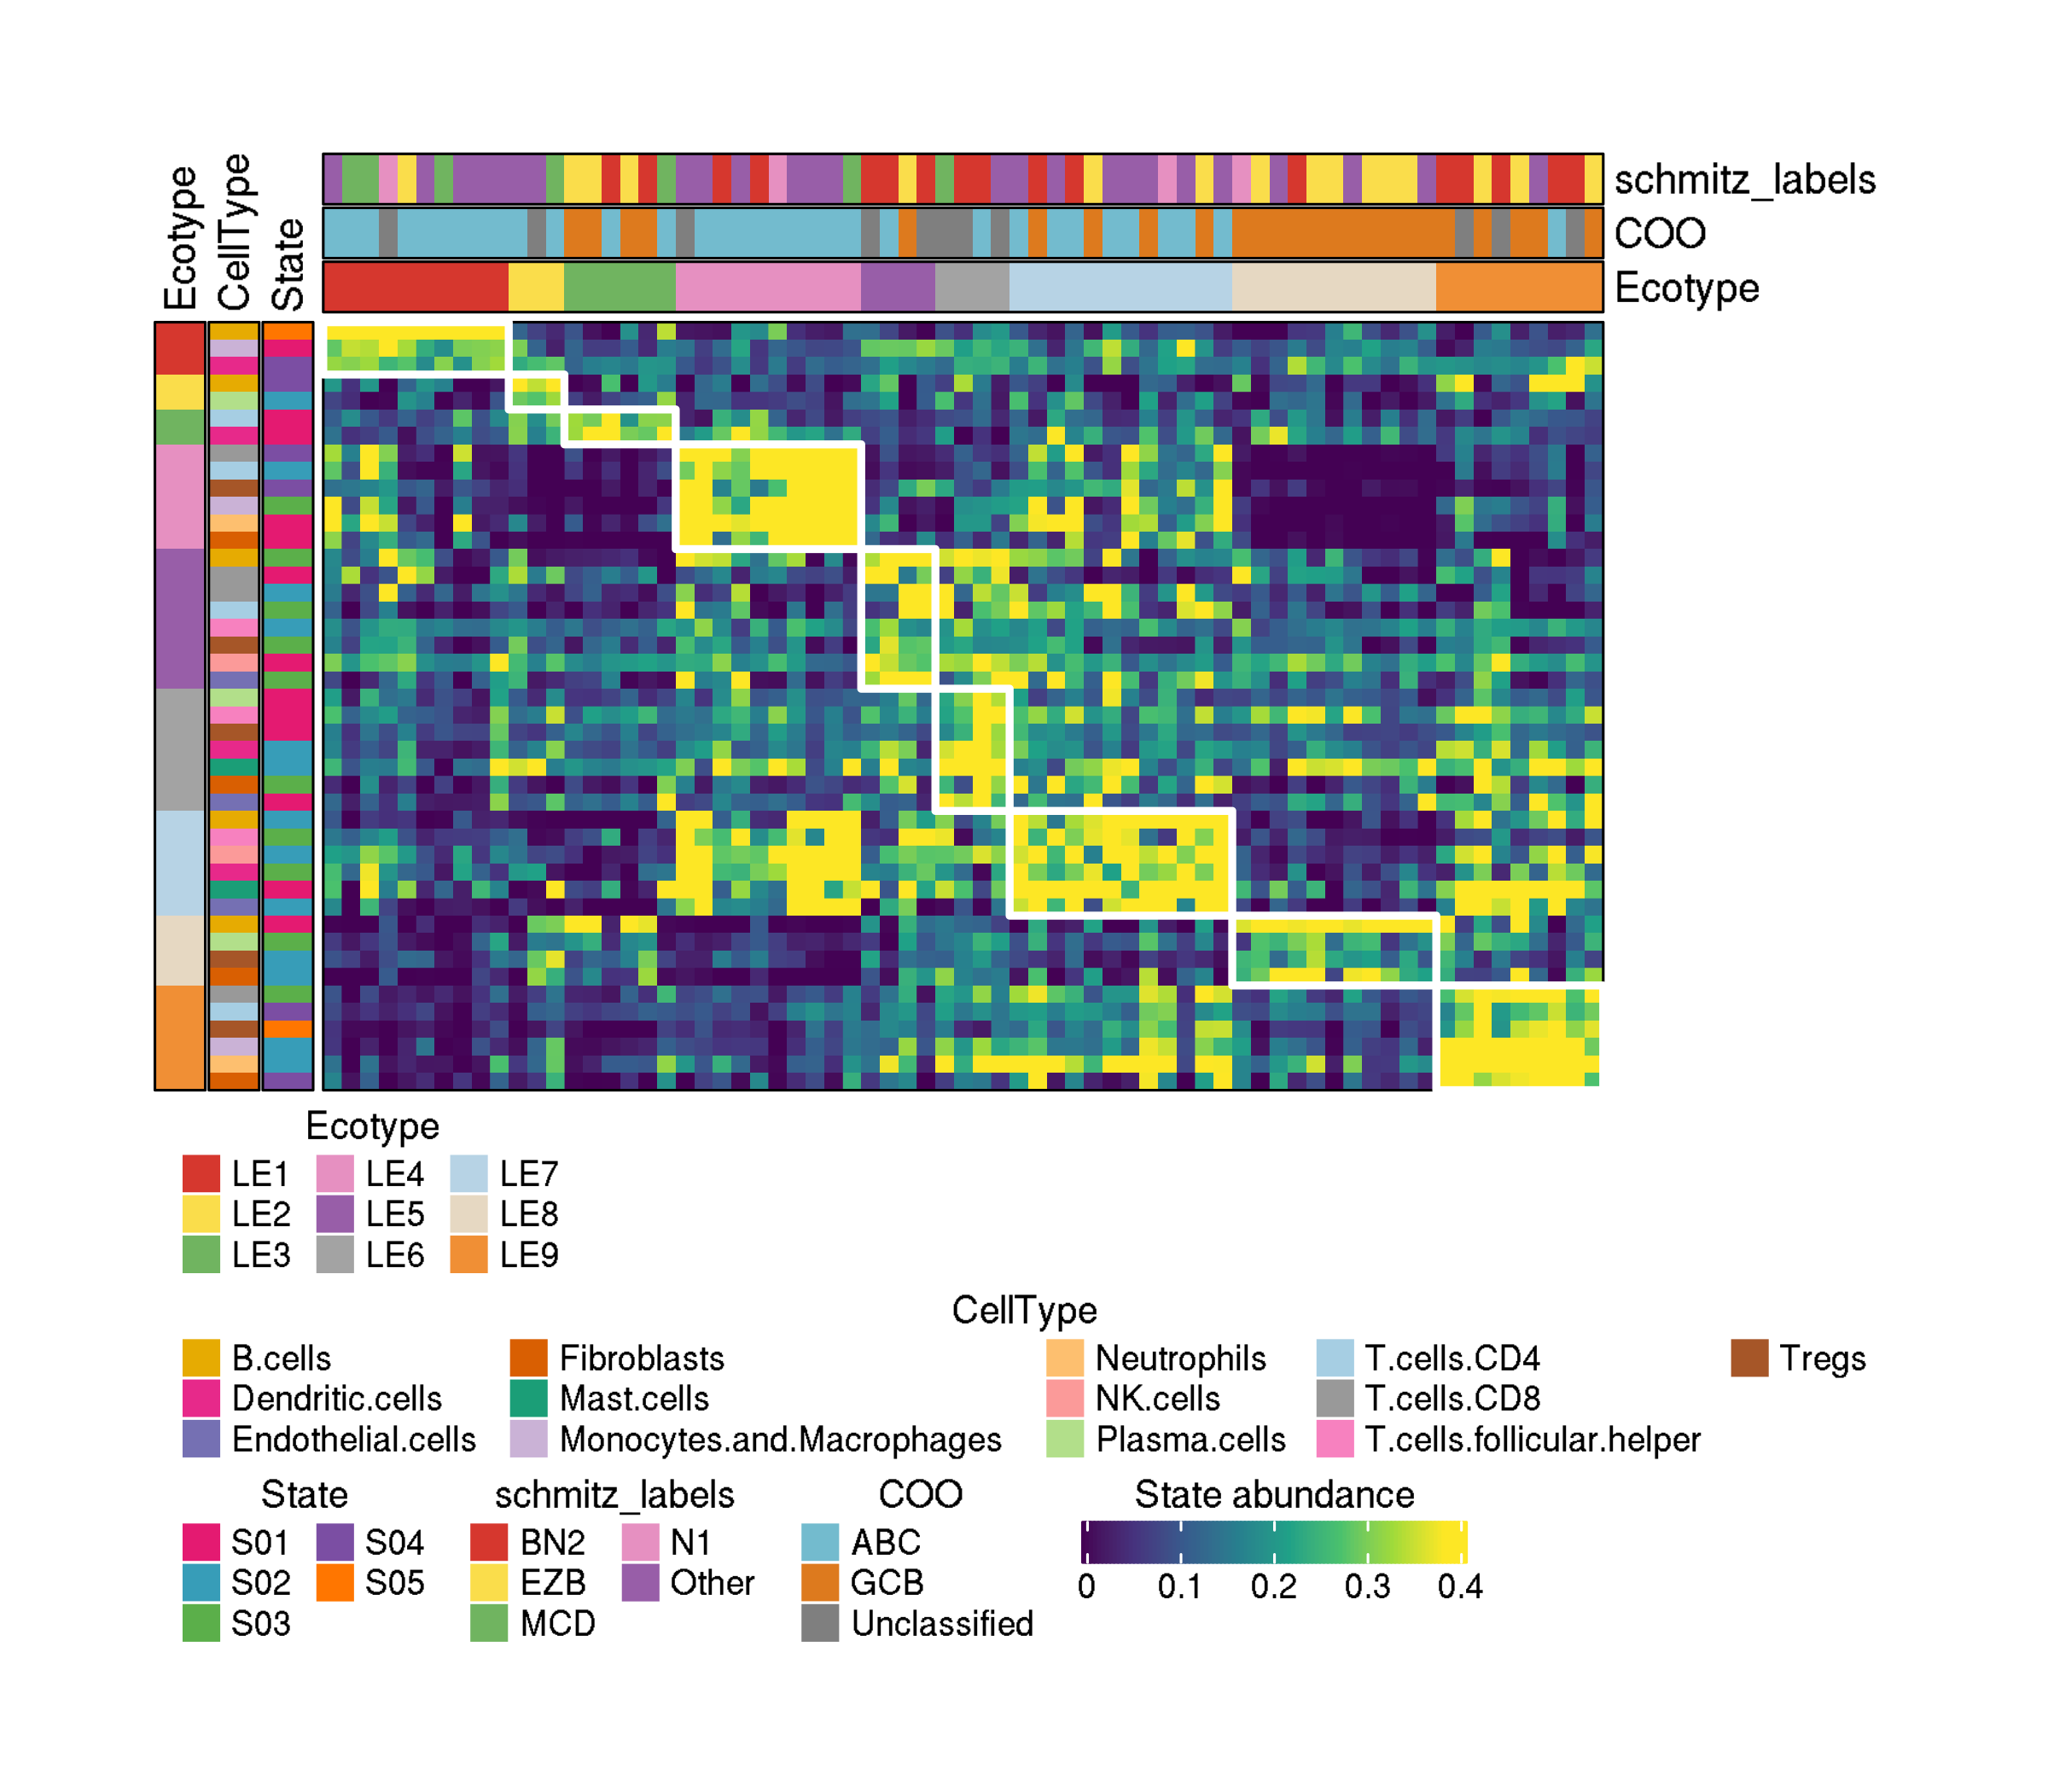 Ecotype
CellType
State
schmitz_labels
COO
Ecotype
Ecotype
LE1 LE4 LE7
LE2 LE5 LE8
LE3 LE6 LE9
CellType
B.cells Fibroblasts Neutrophils T.cells.CD4 Tregs
Dendritic.cells Mast.cells NK.cells T.cells.CD8
Endothelial.cells Monocytes.and.Macrophages Plasma.cells T.cells.follicular.helper
State schmitz_labels COO State abundance
S01 S04 BN2 N1 ABC
S02 S05 EZB Other GCB 0 0.1 0.2 0.3 0.4
S03 MCD Unclassified